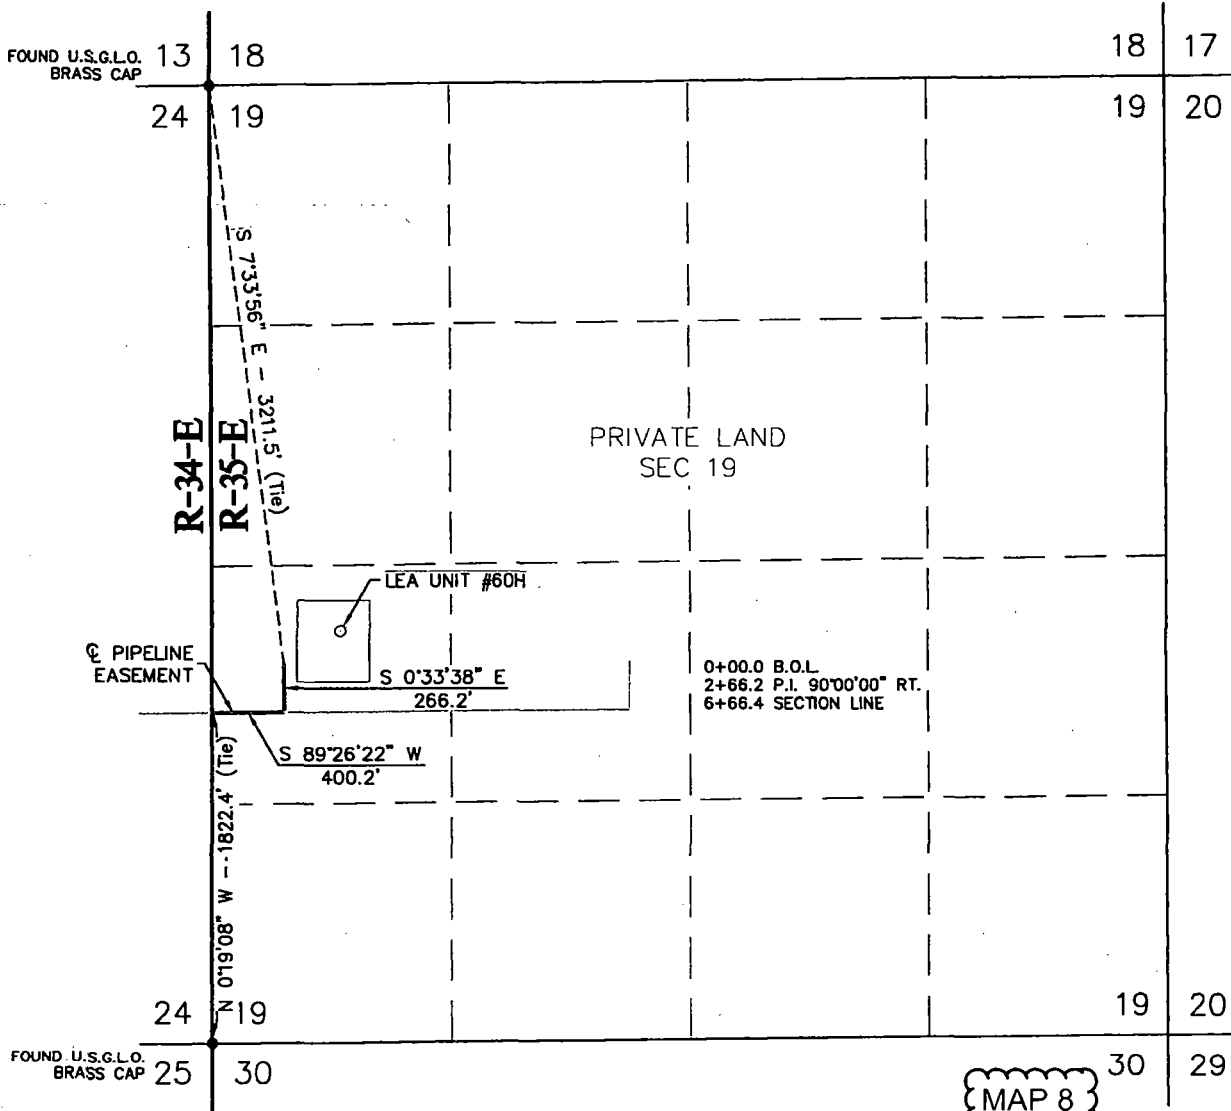 FOUND U.S.G.L.O.
BRASS CAP
13 18
18 17
24 19
19 20
S 7°33'56" E - 3211.5' (Tie)
R-34-E
R-35-E
PRIVATE LAND
SEC 19
LEA UNIT #60H
℄ PIPELINE
EASEMENT
S 0°33'38" E
266.2'
0+00.0 B.O.L.
2+66.2 P.I. 90°00'00" RT.
6+66.4 SECTION LINE
S 89°26'22" W
400.2'
N 0°19'08" W - 1822.4' (Tie)
24 19
19 20
FOUND U.S.G.L.O.
BRASS CAP
25 30
30 29
MAP 8